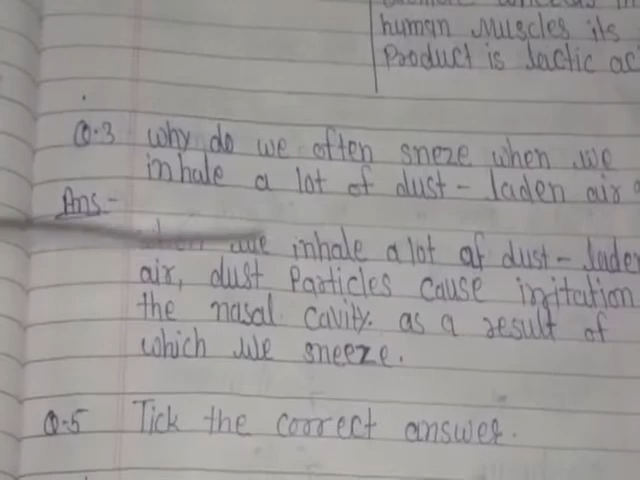 human Muscles its
Product is lactic ac
Q.3 why do we often sneze when we
inhale a lot of dust - laden air
Ans -
when we inhale a lot of dust - laden
air, dust Particles cause irritation
the nasal cavity. as a result of
which we sneeze.
Q.5 Tick the correct answer.